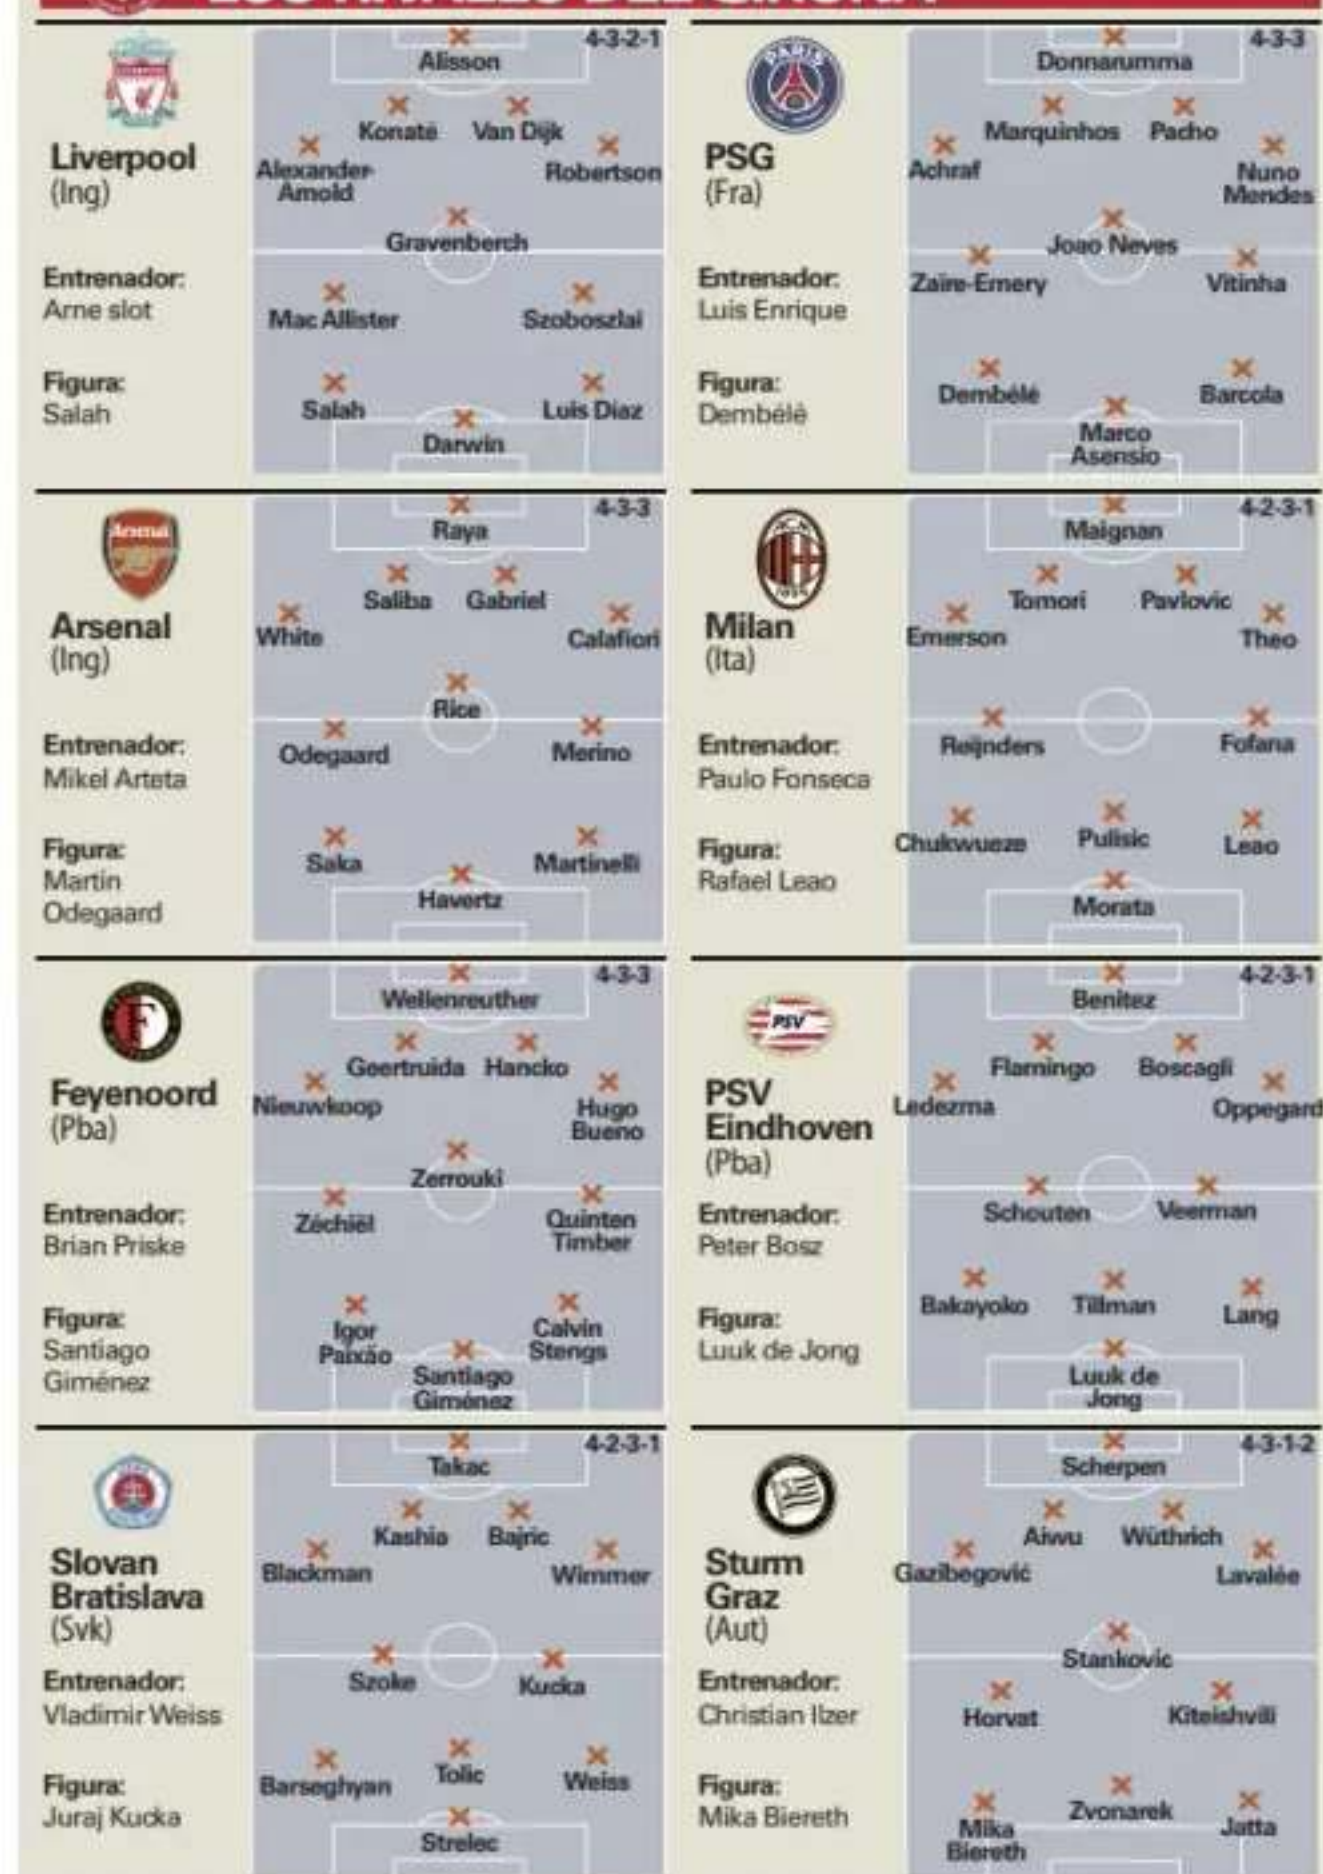 LOS RIVALES DEL GIRONA
Liverpool
(Ing)
Entrenador:
Arne slot
Figura:
Salah
4-3-2-1
Alisson
Konaté Van Dijk
Alexander-
Arnold
Robertson
Gravenberch
Mac Allister Szoboszlai
Salah Luis Díaz
Darwin
PARIS
PSG
(Fra)
Entrenador:
Luis Enrique
Figura:
Dembélé
4-3-3
Donnarumma
Marquinhos Pacho
Achraf
Nuno
Mendes
Joao Neves
Zaïre-Emery Vitinha
Dembélé Barcola
Marco
Asensio
Arsenal
Arsenal
(Ing)
Entrenador:
Mikel Arteta
Figura:
Martin
Odegaard
4-3-3
Raya
Saliba Gabriel
White Calafiori
Rice
Odegaard Merino
Saka Martinelli
Havertz
ACM
1899
Milan
(Ita)
Entrenador:
Paulo Fonseca
Figura:
Rafael Leao
4-2-3-1
Maignan
Tomori Pavlovic
Emerson Theo
Reijnders Fofana
Chukwueze Pulisic Leao
Morata
F
Feyenoord
(Pba)
Entrenador:
Brian Priske
Figura:
Santiago
Giménez
4-3-3
Wellenreuther
Geertruida Hancko
Nieuwkoop
Hugo
Bueno
Zerrouki
Zéchiël
Quinten
Timber
Igor
Paixão
Calvin
Stengs
Santiago
Giménez
PSV
PSV
Eindhoven
(Pba)
Entrenador:
Peter Bosz
Figura:
Luuk de Jong
4-2-3-1
Benitez
Flamingo Boscagli
Ledezma Oppegard
Schouten Veerman
Bakayoko Tillman Lang
Luuk de
Jong
Slovan
Bratislava
(Svk)
Entrenador:
Vladimir Weiss
Figura:
Juraj Kucka
4-2-3-1
Takac
Kashia Bajric
Blackman Wimmer
Szoke Kucka
Barseghyan Tolic Weiss
Strelec
Sturm
Graz
(Aut)
Entrenador:
Christian Ilzer
Figura:
Mika Biereth
4-3-1-2
Scherpen
Aiwu Wüthrich
Gazibegović Lavalée
Stankovic
Horvat Kiteishvili
Mika
Biereth
Zvonarek Jatta